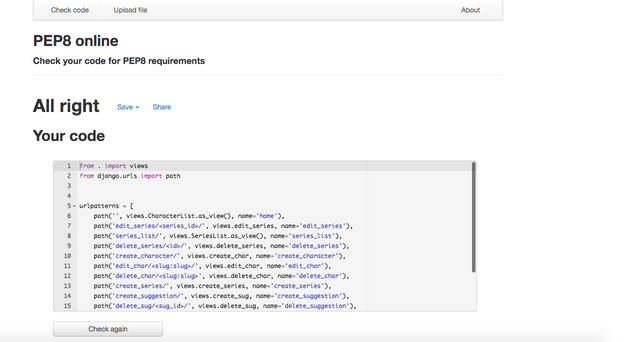 Check code Upload file About
PEP8 online
Check your code for PEP8 requirements
All right Save Share
Your code
1 from . import views
2 from django.urls import path
3
4
5 urlpatterns = [
6 path('', views.CharacterList.as_view(), name='home'),
7 path('edit_series/<series_id>/', views.edit_series, name='edit_series'),
8 path('series_list/', views.SeriesList.as_view(), name='series_list'),
9 path('delete_series/<id>/', views.delete_series, name='delete_series'),
10 path('create_character/', views.create_char, name='create_character'),
11 path('edit_char/<slug:slug>/', views.edit_char, name='edit_char'),
12 path('delete_char/<slug:slug>', views.delete_char, name='delete_char'),
13 path('create_series/', views.create_series, name='create_series'),
14 path('create_suggestion/', views.create_sug, name='create_suggestion'),
15 path('delete_sug/<sug_id>/', views.delete_sug, name='delete_suggestion'),
Check again